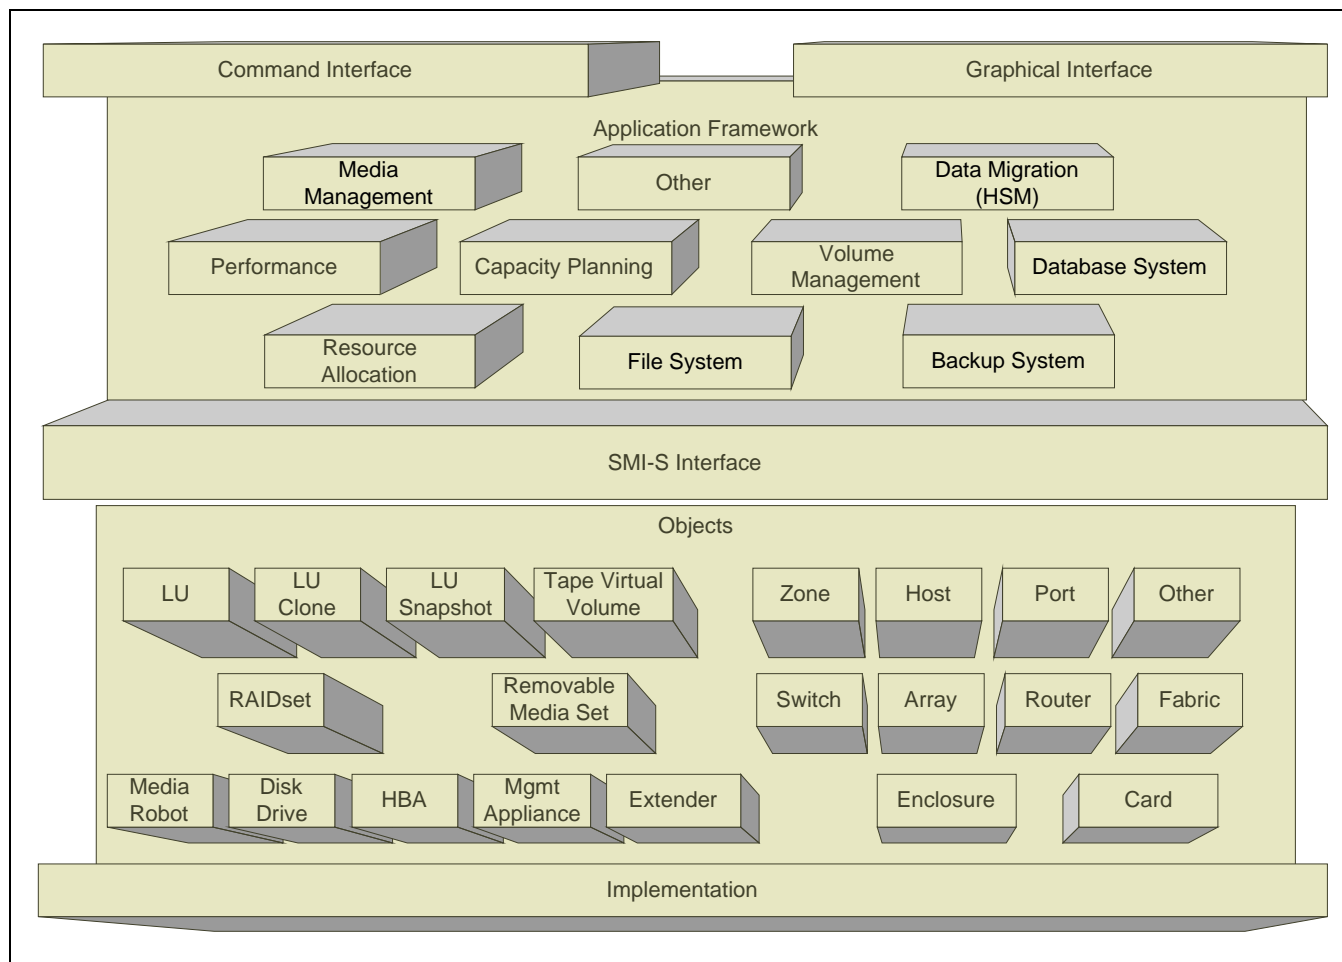 Command Interface
Graphical Interface
Application Framework
Media
Management
Other
Data Migration
(HSM)
Performance
Capacity Planning
Volume
Management
Database System
Resource
Allocation
File System
Backup System
SMI-S Interface
Objects
LU
LU
Clone
LU
Snapshot
Tape Virtual
Volume
Zone
Host
Port
Other
RAIDset
Removable
Media Set
Switch
Array
Router
Fabric
Media
Robot
Disk
Drive
HBA
Mgmt
Appliance
Extender
Enclosure
Card
Implementation